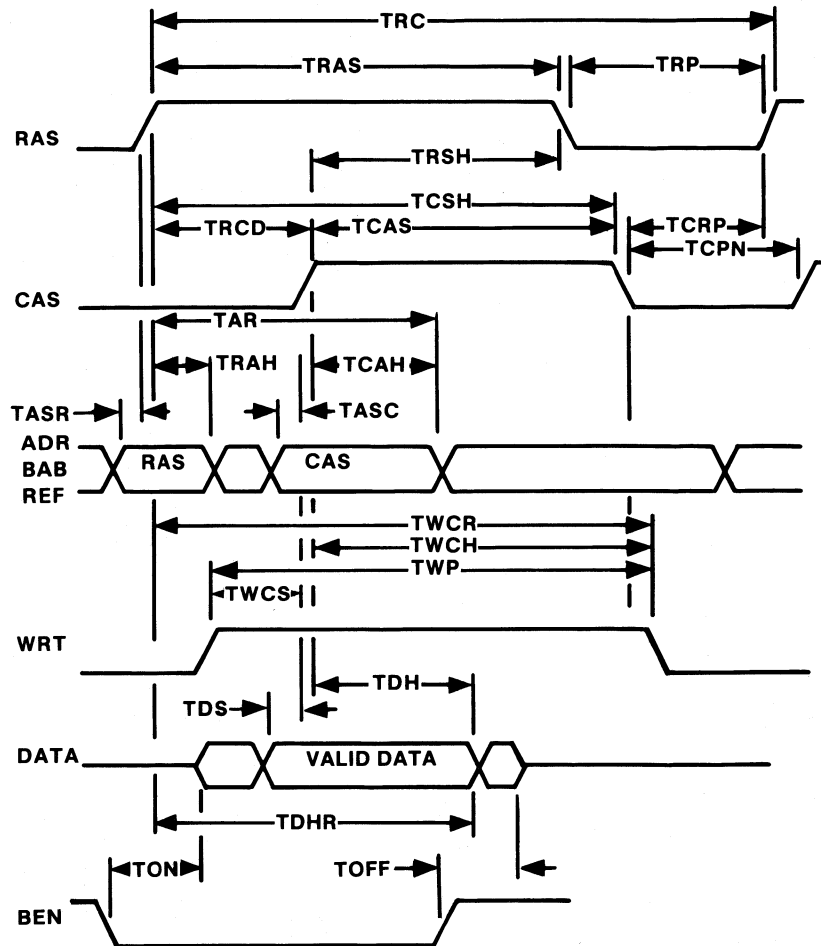 TRC
TRAS TRP
RAS
TRSH
TCSH
TRCD TCAS TCRP
TCPN
CAS
TAR
TRAH TCAH
TASR TASC
ADR
BAB RAS CAS
REF
TWCR
TWCH
TWP
TWCS
WRT
TDH
TDS
DATA VALID DATA
TDHR
TON TOFF
BEN